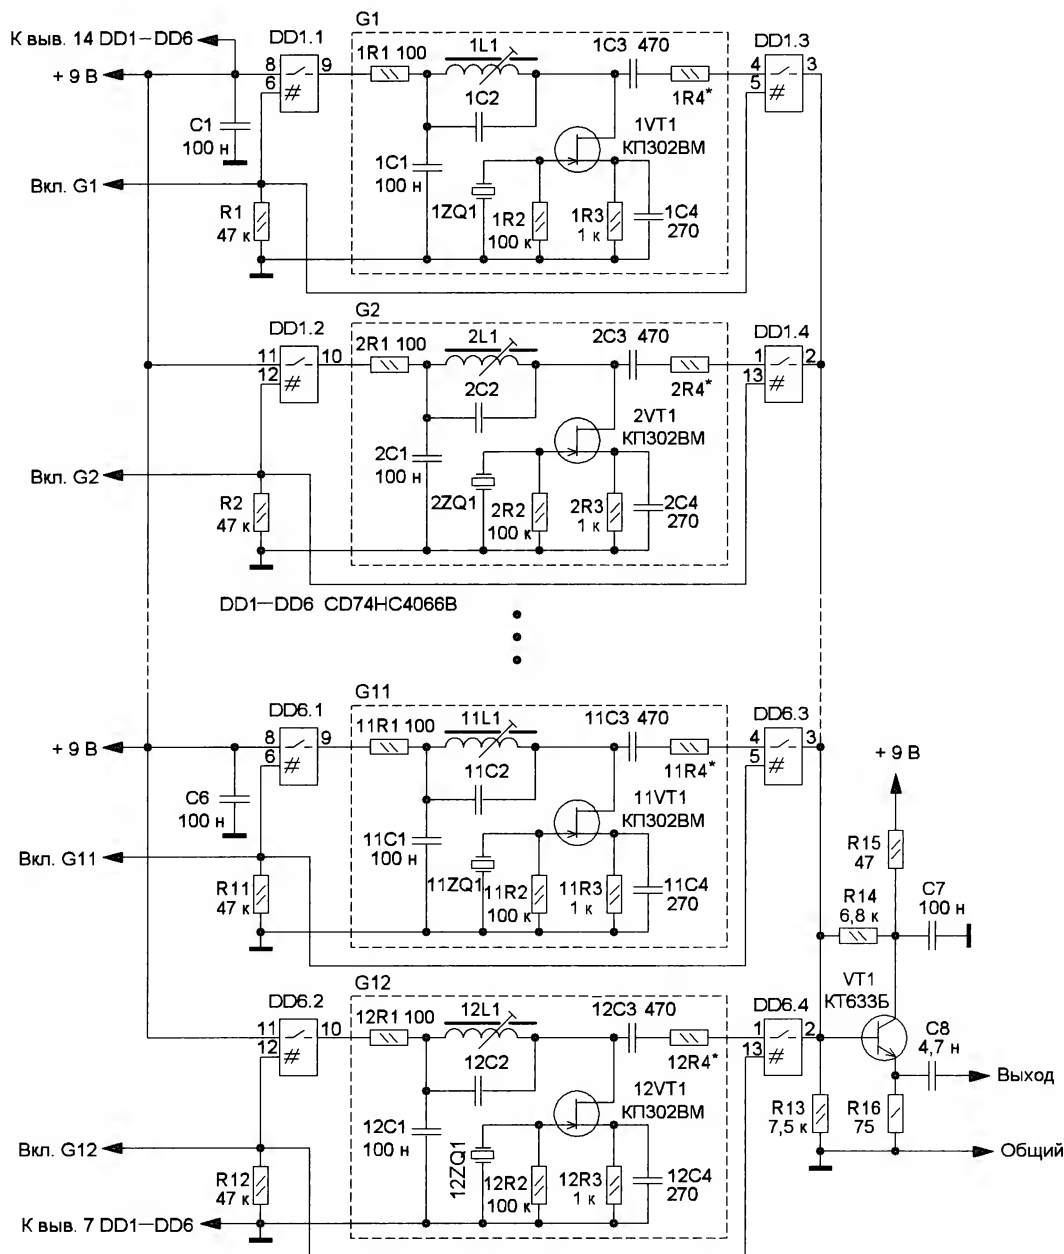 G1
К выв. 14 DD1—DD6
DD1.1
1R1 100
1L1
1C3 470
DD1.3
+ 9 В
8
9
4
3
6
#
1C2
1R4*
5
#
C1
100 н
1VT1
КП302ВМ
1C1
100 н
Вкл. G1
1ZQ1
R1
47 к
1R2
100 к
1R3
1 к
1C4
270
G2
DD1.2
2R1 100
2L1
2C3 470
DD1.4
11
10
1
2
12
#
2C2
2R4*
13
#
2VT1
КП302ВМ
2C1
100 н
Вкл. G2
2ZQ1
R2
47 к
2R2
100 к
2R3
1 к
2C4
270
DD1—DD6 CD74HC4066B
G11
DD6.1
11R1 100
11L1
11C3 470
DD6.3
+ 9 В
8
9
4
3
6
#
11C2
11R4*
5
#
+ 9 В
C6
100 н
11VT1
КП302ВМ
11C1
100 н
R15
47
Вкл. G11
11ZQ1
R11
47 к
11R2
100 к
11R3
1 к
11C4
270
R14
6,8 к
C7
100 н
G12
DD6.2
12R1 100
12L1
12C3 470
DD6.4
VT1
КТ633Б
11
10
1
2
12
#
12C2
12R4*
13
#
C8
4,7 н
12VT1
КП302ВМ
Выход
12C1
100 н
R13
7,5 к
R16
75
Вкл. G12
12ZQ1
Общий
R12
47 к
12R2
100 к
12R3
1 к
12C4
270
К выв. 7 DD1—DD6